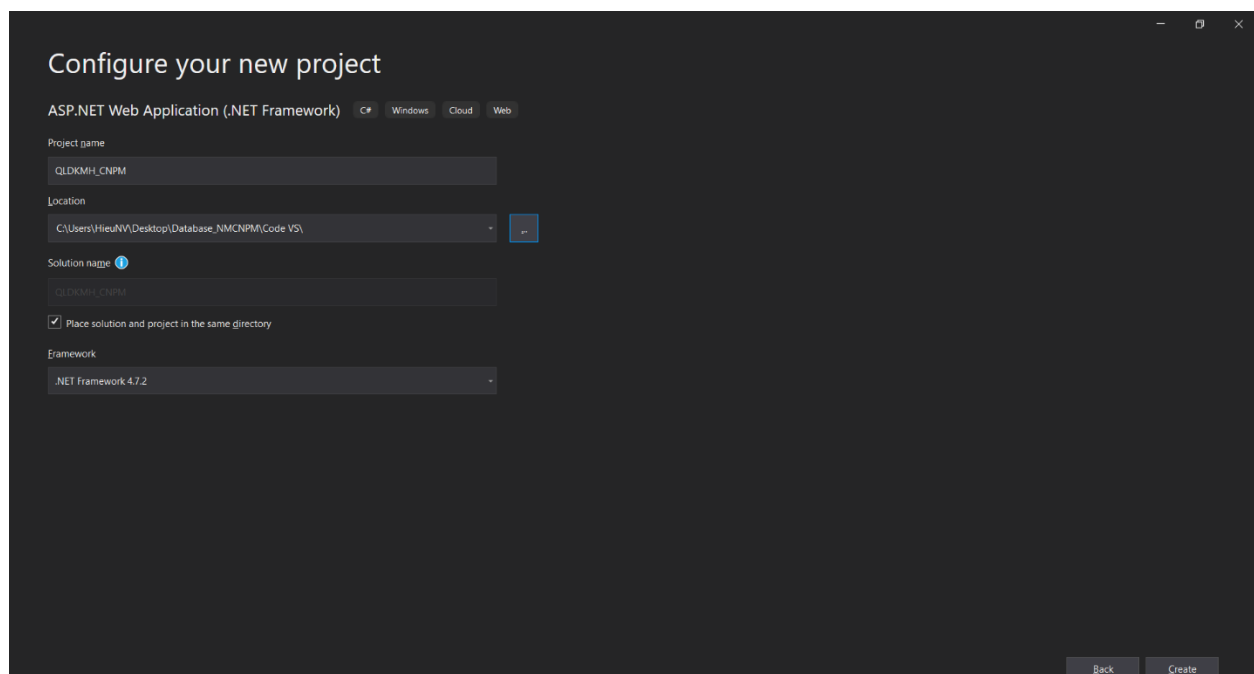 Configure your new project
ASP.NET Web Application (.NET Framework) C# Windows Cloud Web
Project name
QLDKMH_CNPM
Location
C:\Users\HieuNV\Desktop\Database_NMCNPM\Code VS\
...
Solution name
QLDKMH_CNPM
Place solution and project in the same directory
Framework
.NET Framework 4.7.2
Back Create